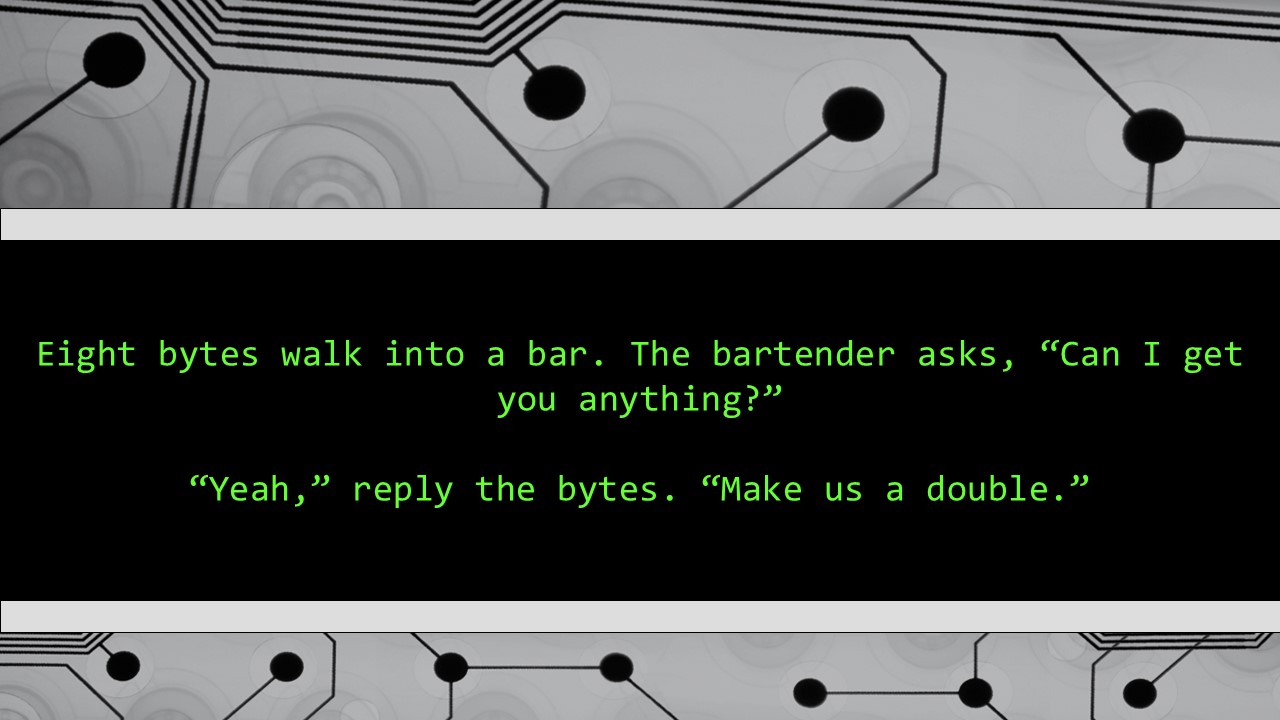 Eight bytes walk into a bar. The bartender asks, “Can I get
you anything?”
“Yeah,” reply the bytes. “Make us a double.”